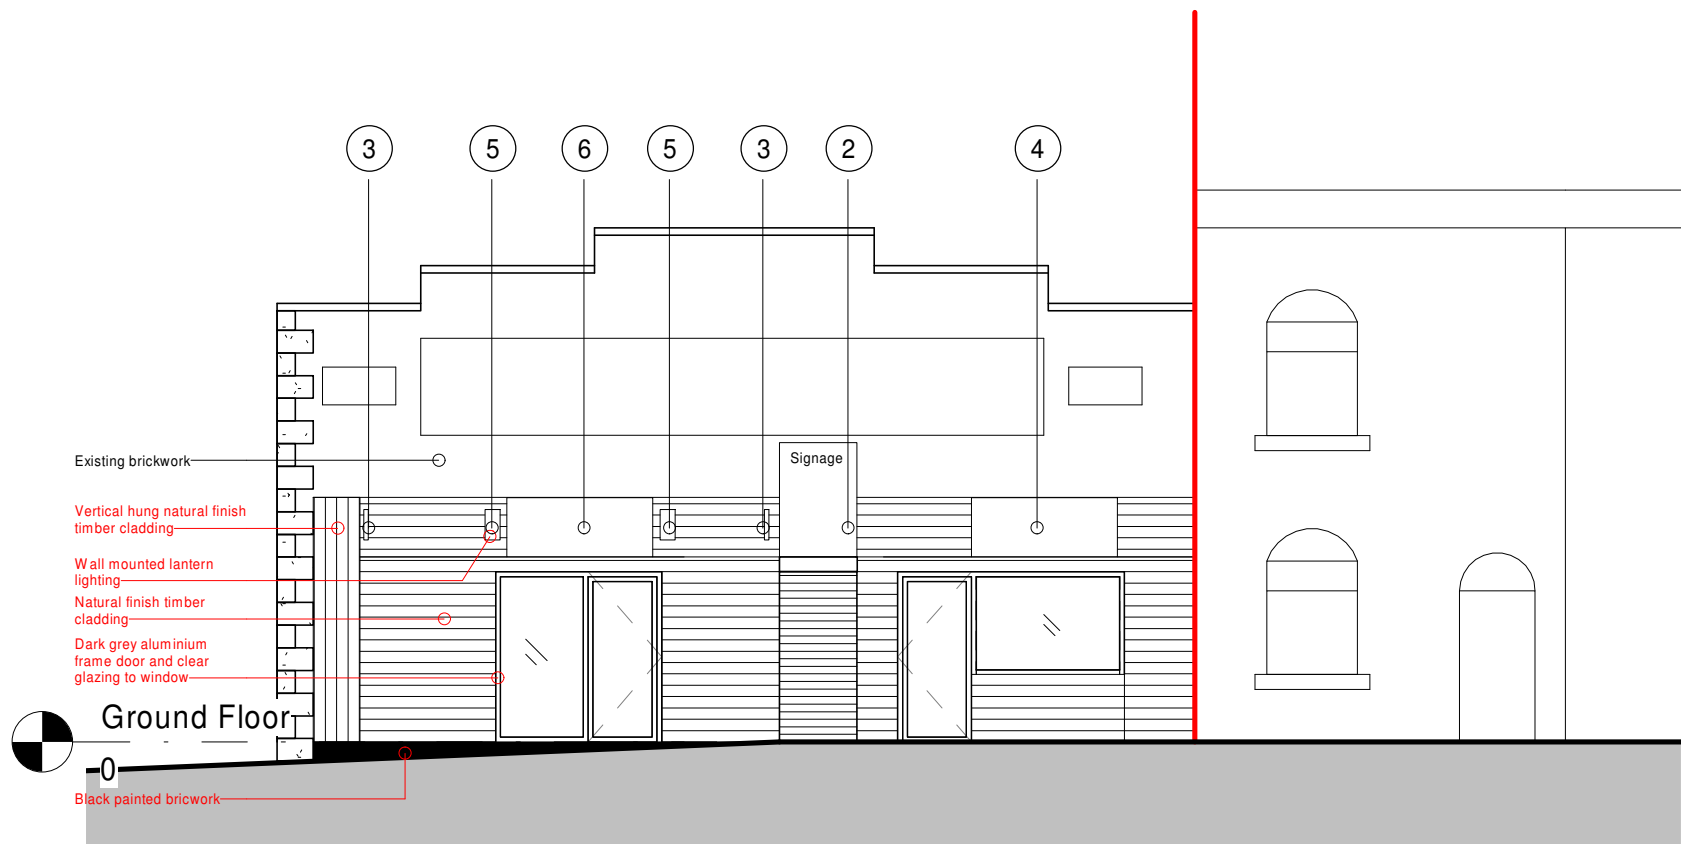 3 5 6 5 3 2 4
Signage
Existing brickwork
Vertical hung natural finish
timber cladding
Wall mounted lantern
lighting
Natural finish timber
cladding
Dark grey aluminium
frame door and clear
glazing to window
Ground Floor
0
Black painted bricwork